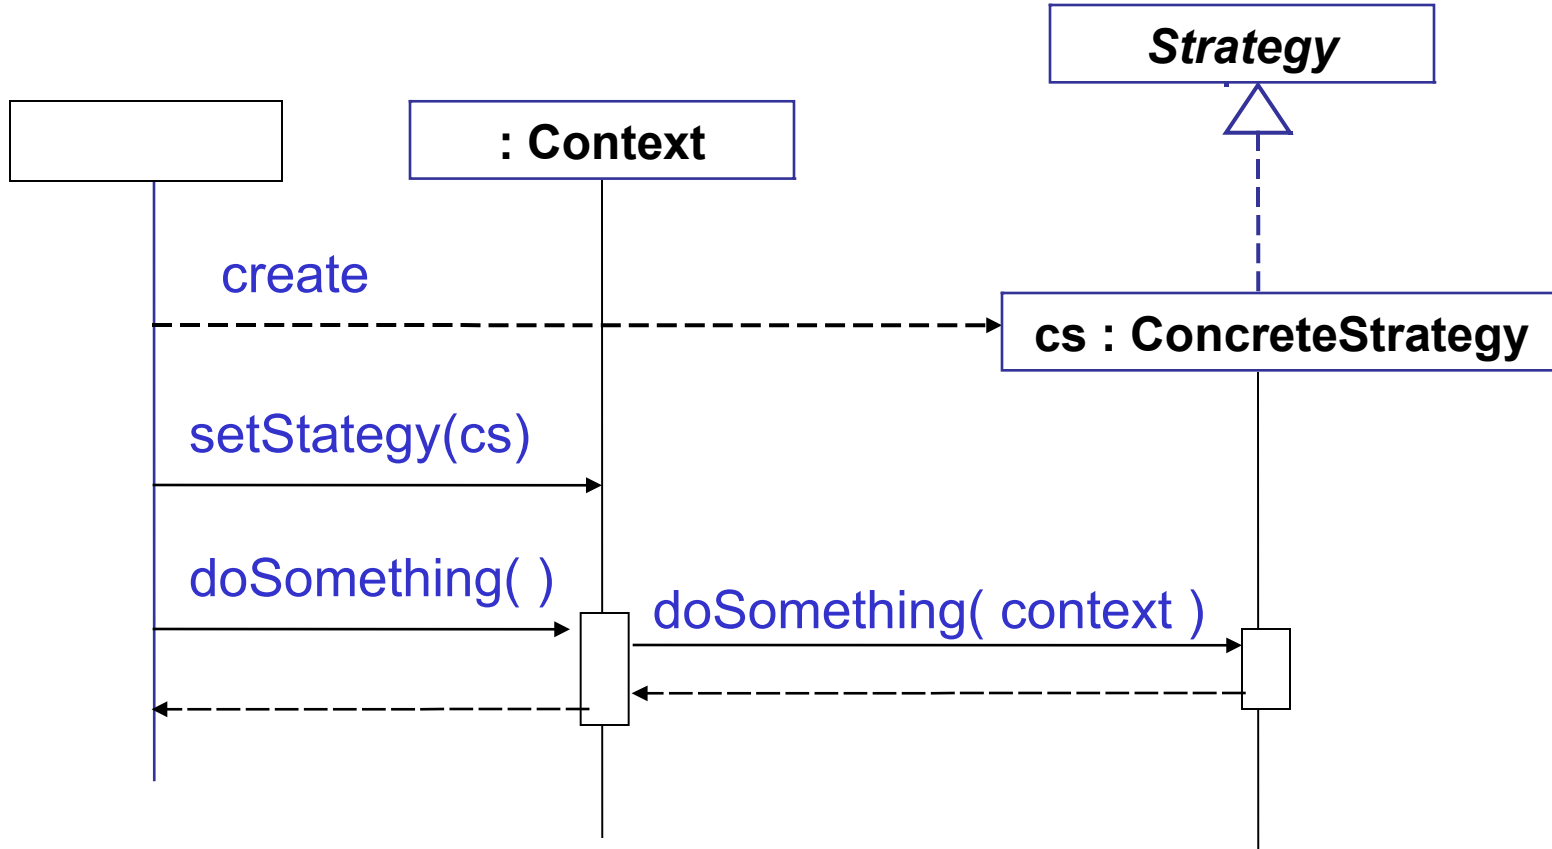 Strategy
: Context
create
cs : ConcreteStrategy
setStategy(cs)
doSomething( )
doSomething( context )